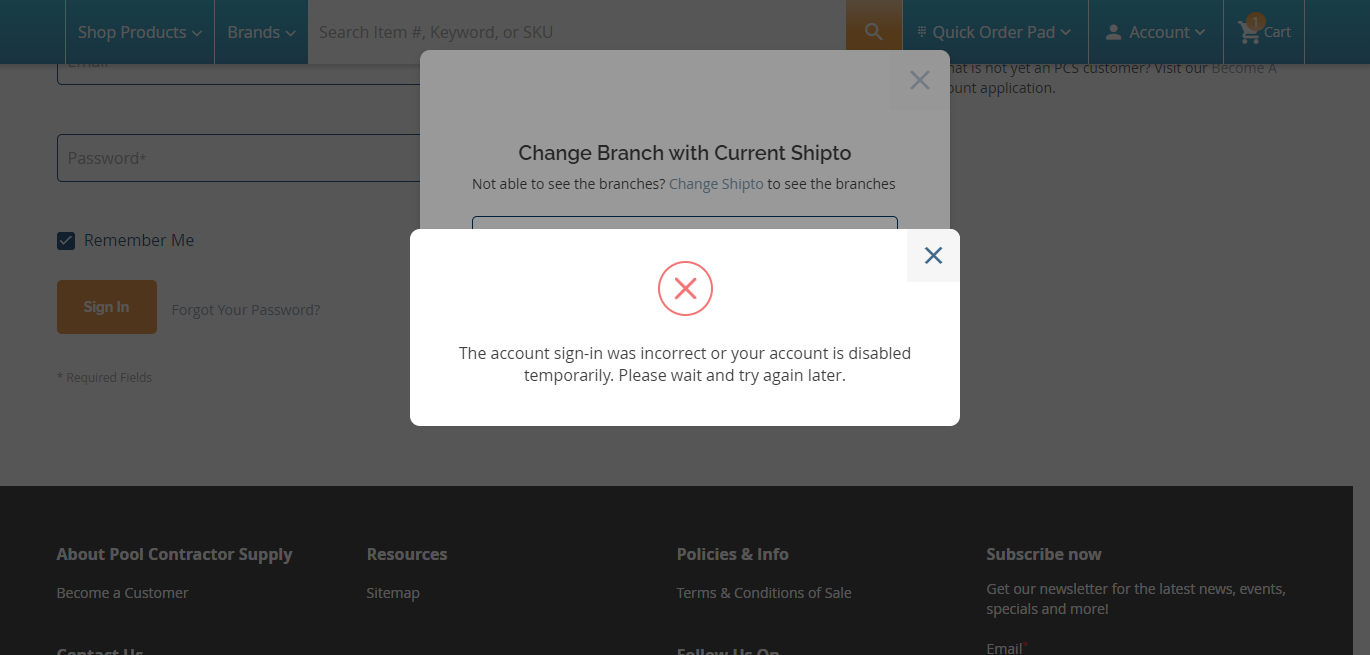 Shop Products
Brands
Search Item #, Keyword, or SKU
Quick Order Pad
Account
1
Cart
Email
hat is not yet an PCS customer? Visit our Become A
ount application.
Password*
Change Branch with Current Shipto
Not able to see the branches? Change Shipto to see the branches
Remember Me
Sign In
Forgot Your Password?
* Required Fields
The account sign-in was incorrect or your account is disabled
temporarily. Please wait and try again later.
About Pool Contractor Supply
Become a Customer
Contact Us
Resources
Sitemap
Policies & Info
Terms & Conditions of Sale
Follow Us On
Subscribe now
Get our newsletter for the latest news, events,
specials and more!
Email*